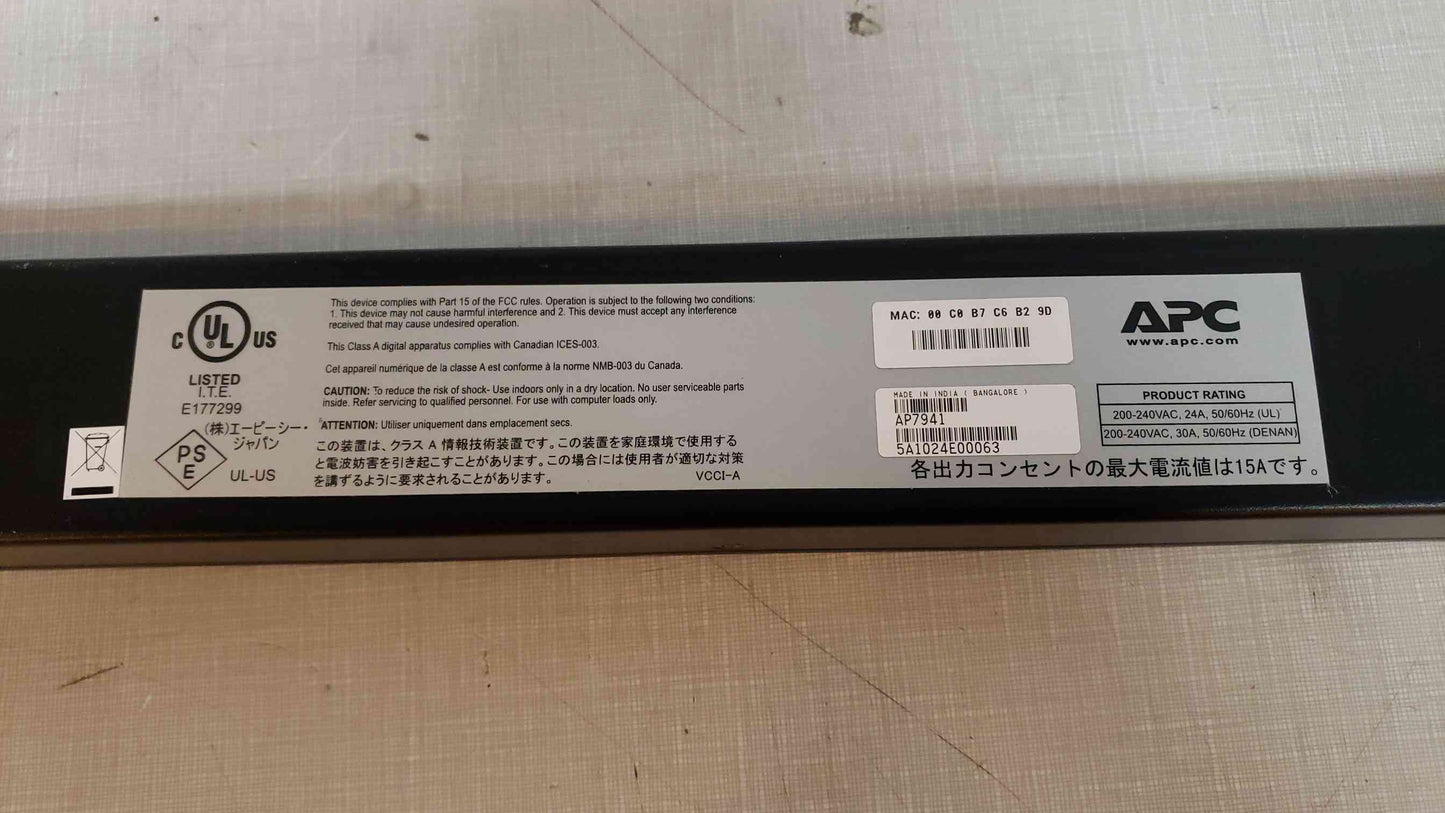 C UL ® US
LISTED
I.T.E.
E177299
(株)エーピーシー・
ジャパン
PS
E
UL-US
This device complies with Part 15 of the FCC rules. Operation is subject to the following two conditions:
1. This device may not cause harmful interference and 2. This device must accept any interference
received that may cause undesired operation.
This Class A digital apparatus complies with Canadian ICES-003.
Cet appareil numérique de la classe A est conforme à la norme NMB-003 du Canada.
CAUTION: To reduce the risk of shock- Use indoors only in a dry location. No user serviceable parts
inside. Refer servicing to qualified personnel. For use with computer loads only.
ATTENTION: Utiliser uniquement dans emplacement secs.
この装置は、クラス A 情報技術装置です。この装置を家庭環境で使用する
と電波妨害を引き起こすことがあります。この場合には使用者が適切な対策
を講ずるように要求されることがあります。
VCCI-A
MAC: 00 C0 B7 C6 B2 9D
MADE IN INDIA ( BANGALORE )
AP7941
5A1024E00063
APC
www.apc.com
PRODUCT RATING
200-240VAC, 24A, 50/60Hz (UL)
200-240VAC, 30A, 50/60Hz (DENAN)
各出力コンセントの最大電流値は15Aです。